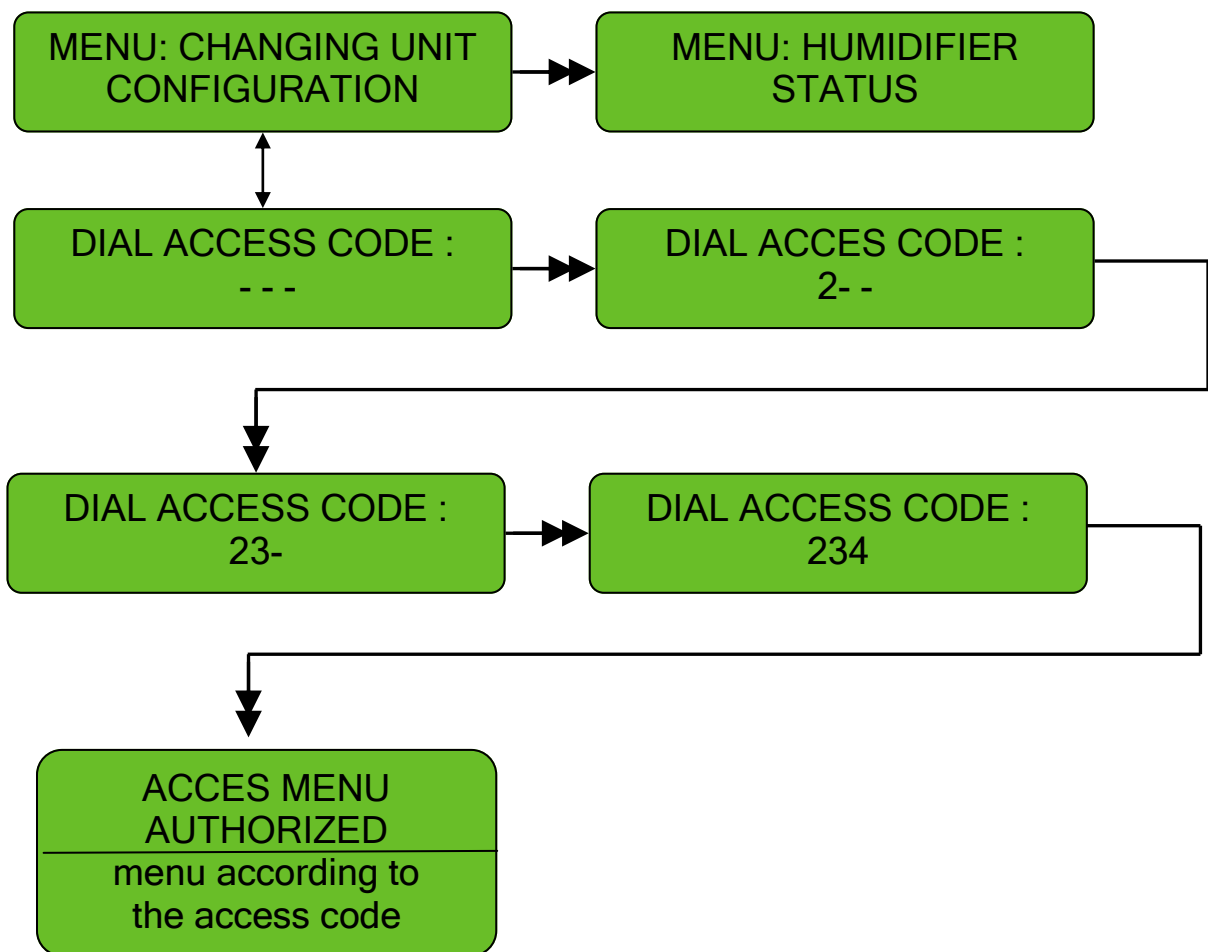 MENU: CHANGING UNIT
CONFIGURATION
MENU: HUMIDIFIER
STATUS
DIAL ACCESS CODE :
- - -
DIAL ACCES CODE :
2- -
DIAL ACCESS CODE :
23-
DIAL ACCESS CODE :
234
ACCES MENU
AUTHORIZED
menu according to
the access code